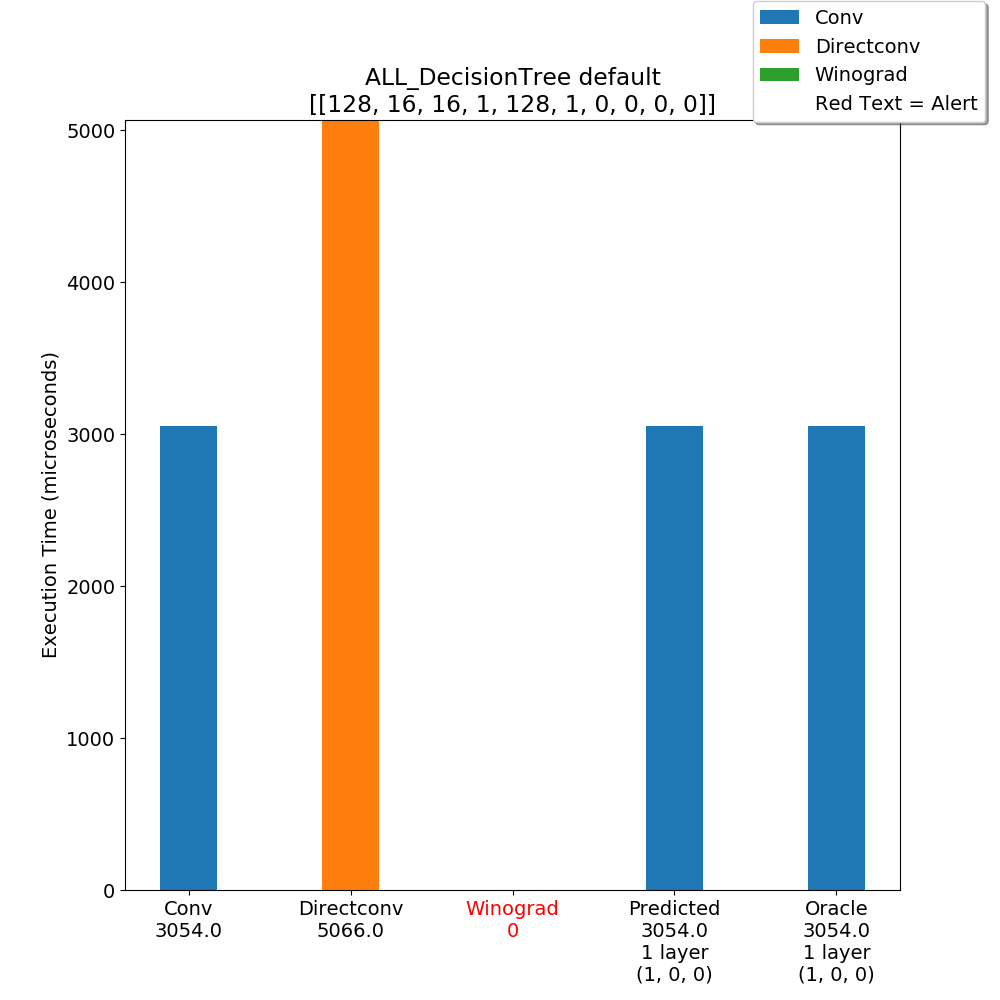 Conv
Directconv
Winograd
Red Text = Alert
ALL_DecisionTree default
[[128, 16, 16, 1, 128, 1, 0, 0, 0, 0]]
Execution Time (microseconds)
5000
4000
3000
2000
1000
0
Conv
3054.0
Directconv
5066.0
Winograd
0
Predicted
3054.0
1 layer
(1, 0, 0)
Oracle
3054.0
1 layer
(1, 0, 0)